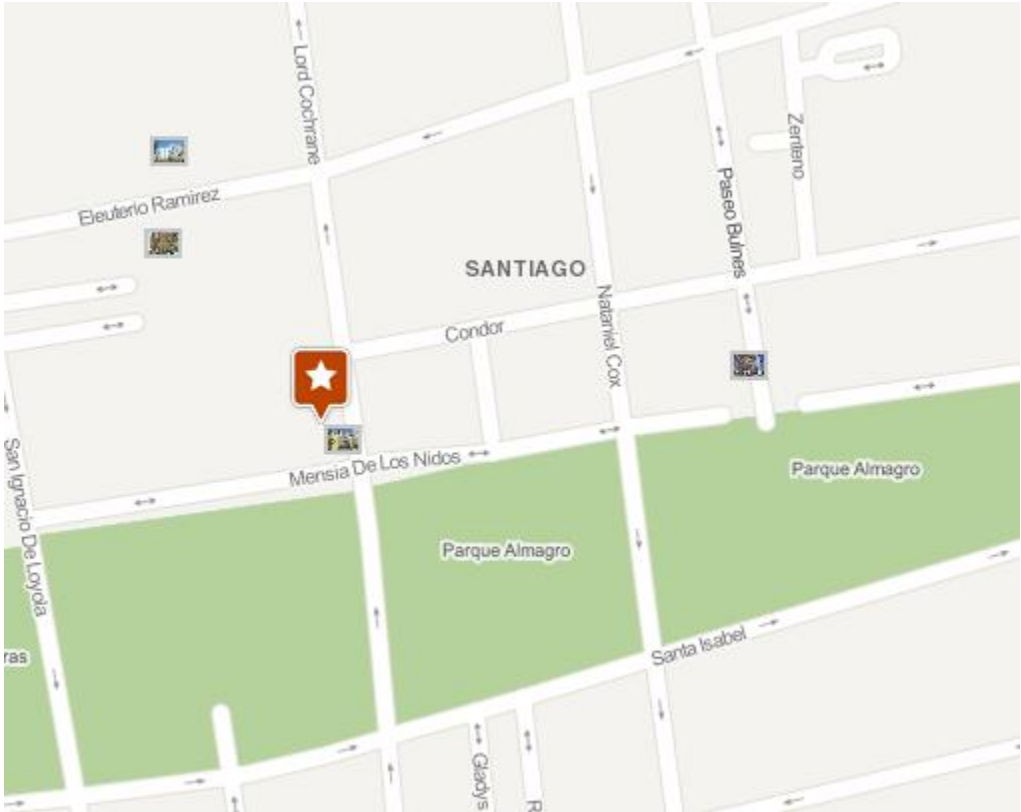 Lord Cochrane
Zenteno
Eleuterio Ramirez
Paseo Bulnes
SANTIAGO
Condor
Nataniel Cox
San Ignacio De Loyola
Mensia De Los Nidos
Parque Almagro
Parque Almagro
Santa Isabel
ras
Gladys
R